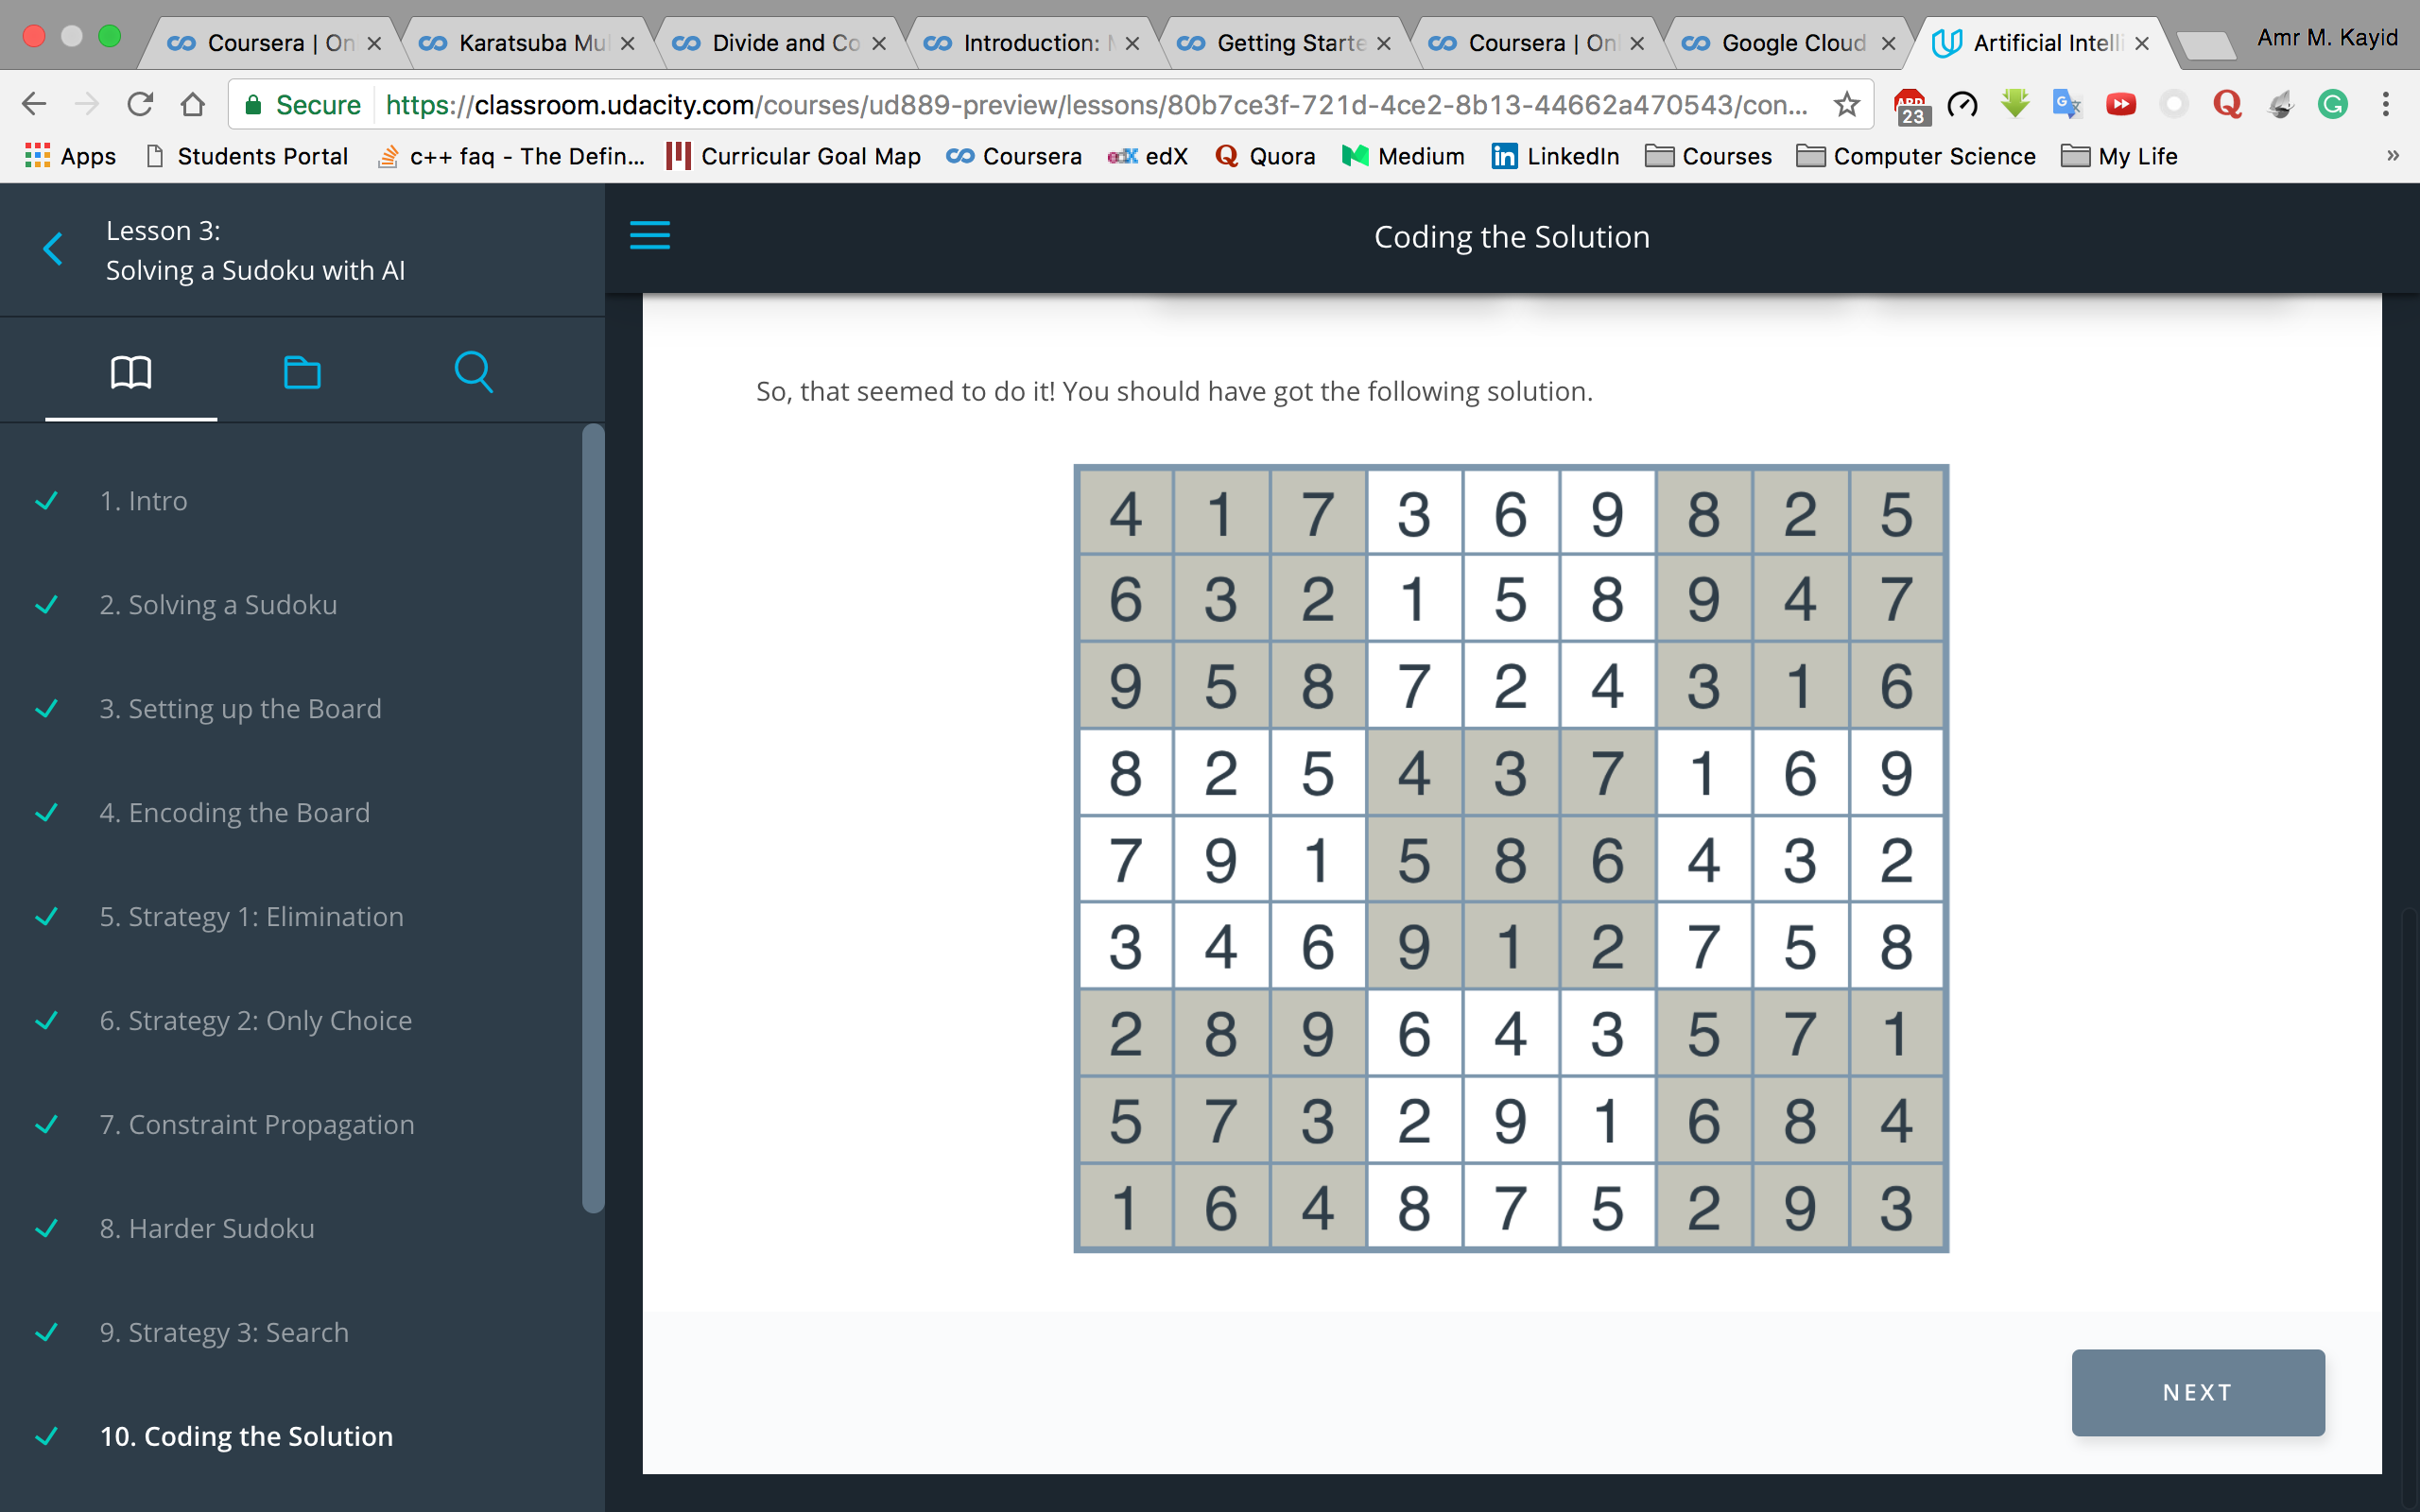 Coursera | On
Karatsuba Mul
Divide and Co
Introduction:
Getting Starte
Coursera | Onl
Google Cloud
Artificial Intelli
Amr M. Kayid
Secure
https://classroom.udacity.com/courses/ud889-preview/lessons/80b7ce3f-721d-4ce2-8b13-44662a470543/con...
23
Apps
Students Portal
c++ faq - The Defin...
Curricular Goal Map
Coursera
edX
Quora
Medium
LinkedIn
Courses
Computer Science
My Life
»
Lesson 3:
Solving a Sudoku with AI
1. Intro
2. Solving a Sudoku
3. Setting up the Board
4. Encoding the Board
5. Strategy 1: Elimination
6. Strategy 2: Only Choice
7. Constraint Propagation
8. Harder Sudoku
9. Strategy 3: Search
10. Coding the Solution
Coding the Solution
So, that seemed to do it! You should have got the following solution.
4 1 7 3 6 9 8 2 5
6 3 2 1 5 8 9 4 7
9 5 8 7 2 4 3 1 6
8 2 5 4 3 7 1 6 9
7 9 1 5 8 6 4 3 2
3 4 6 9 1 2 7 5 8
2 8 9 6 4 3 5 7 1
5 7 3 2 9 1 6 8 4
1 6 4 8 7 5 2 9 3
NEXT